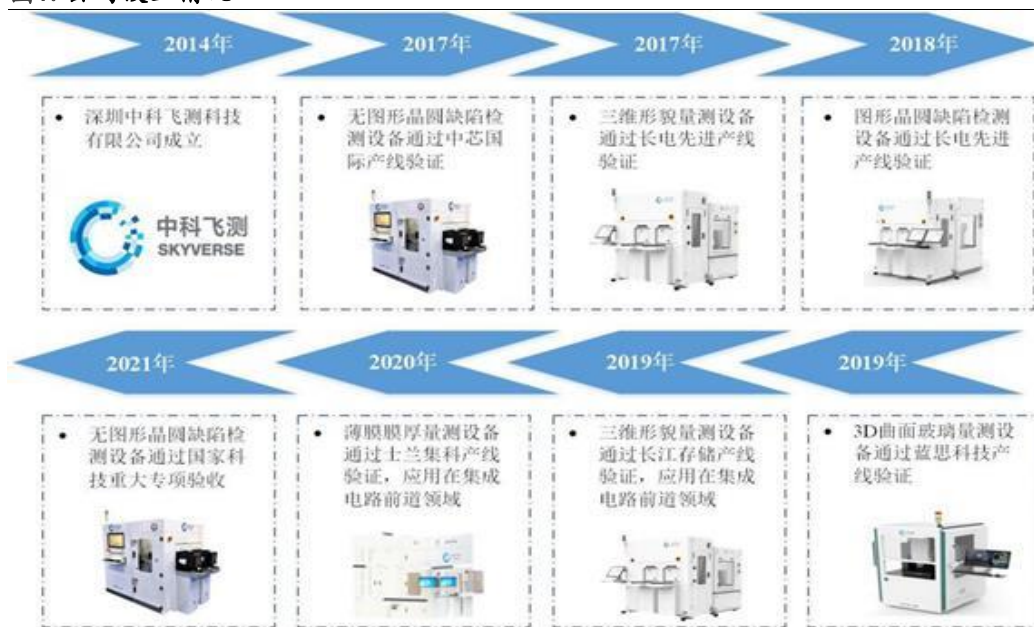 2014年
2017年
2017年
2018年
• 深圳中科飞测科技
有限公司成立
中科飞测
SKYVERSE
• 无图形晶圆缺陷检
测设备通过中芯国
际产线验证
• 三维形貌量测设备
通过长电先进产线
验证
• 图形晶圆缺陷检测
设备通过长电先进
产线验证
2021年
2020年
2019年
2019年
• 无图形晶圆缺陷检
测设备通过国家科
技重大专项验收
• 薄膜膜厚量测设备
通过士兰集科产线
验证，应用在集成
电路前道领域
• 三维形貌量测设备
通过长江存储产线
验证，应用在集成
电路前道领域
• 3D曲面玻璃量测设
备通过蓝思科技产
线验证